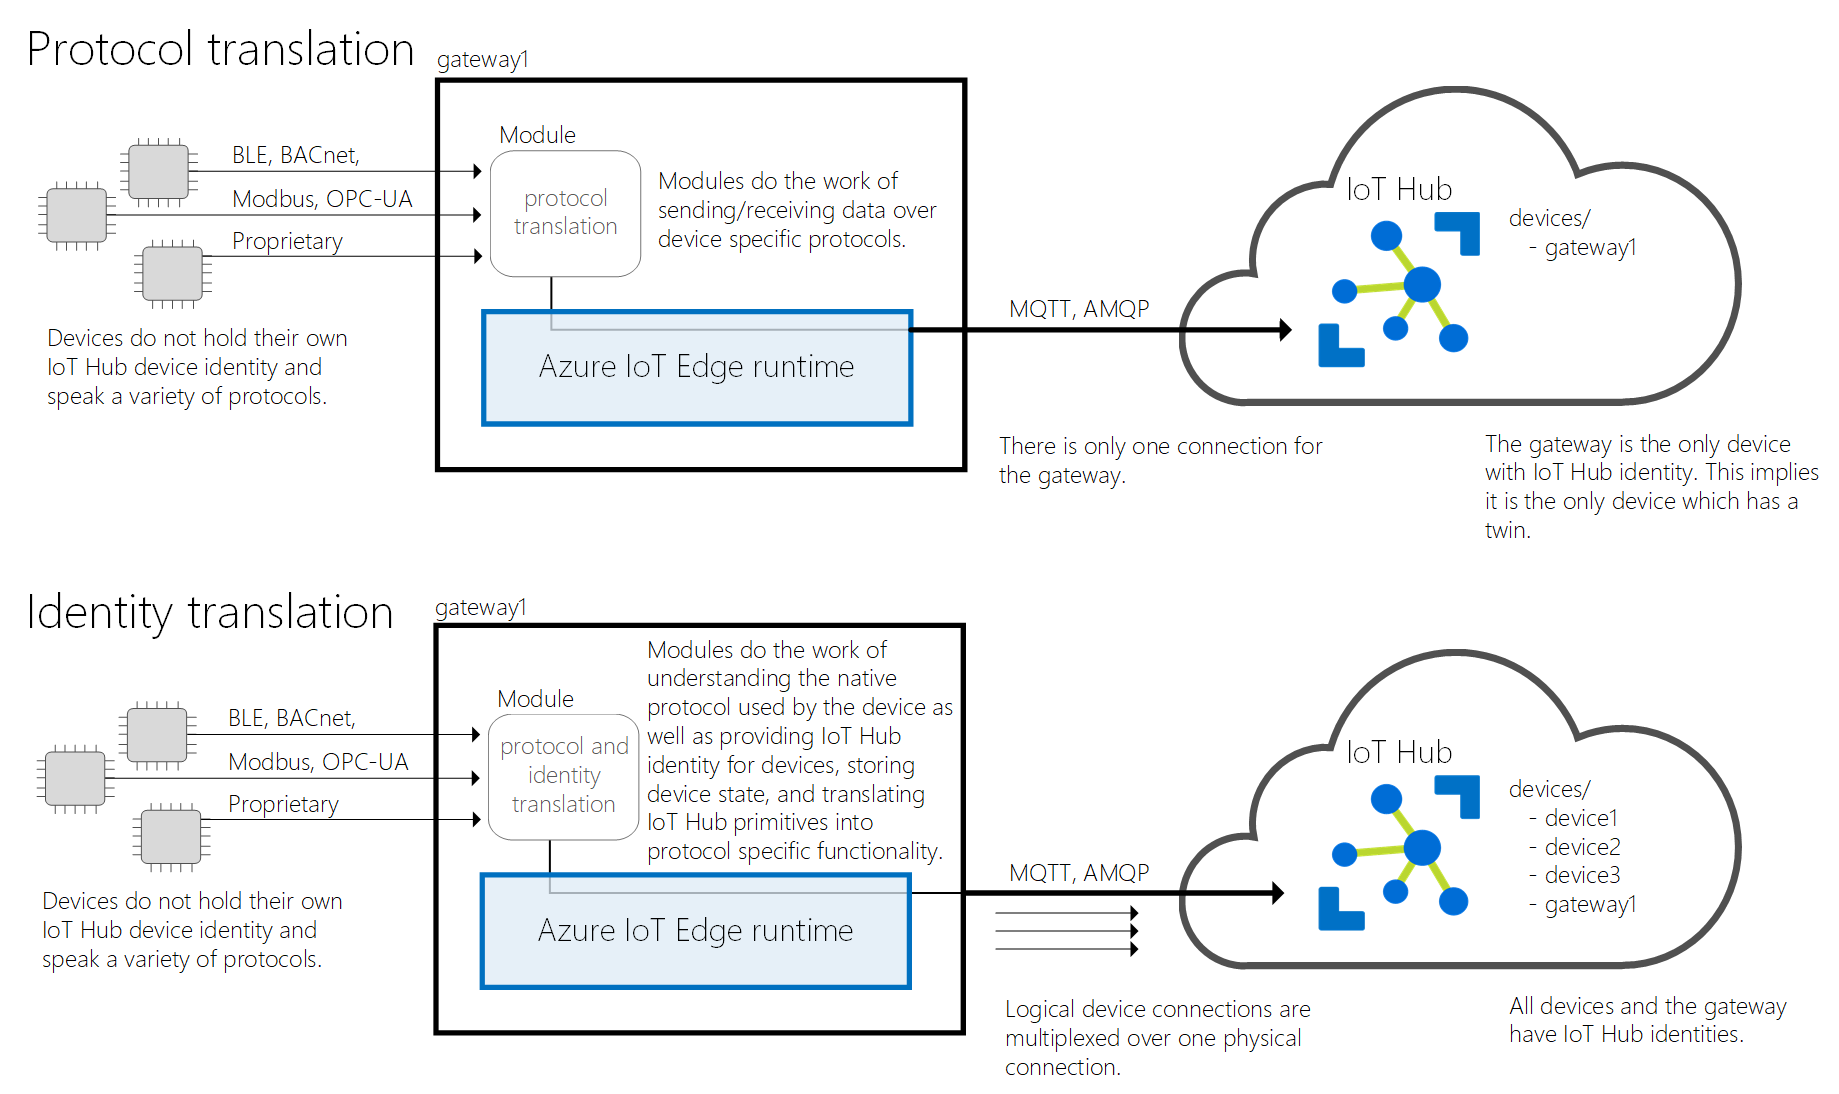 Protocol translation
gateway1
Module
BLE, BACnet,
Modbus, OPC-UA
Proprietary
protocol
translation
Modules do the work of
sending/receiving data over
device specific protocols.
Azure IoT Edge runtime
Devices do not hold their own
IoT Hub device identity and
speak a variety of protocols.
MQTT, AMQP
IoT Hub
devices/
- gateway1
There is only one connection for
the gateway.
The gateway is the only device
with IoT Hub identity. This implies
it is the only device which has a
twin.
Identity translation
gateway1
Module
BLE, BACnet,
Modbus, OPC-UA
Proprietary
protocol and
identity
translation
Modules do the work of
understanding the native
protocol used by the device as
well as providing IoT Hub
identity for devices, storing
device state, and translating
IoT Hub primitives into
protocol specific functionality.
Azure IoT Edge runtime
Devices do not hold their own
IoT Hub device identity and
speak a variety of protocols.
MQTT, AMQP
IoT Hub
devices/
- device1
- device2
- device3
- gateway1
Logical device connections are
multiplexed over one physical
connection.
All devices and the gateway
have IoT Hub identities.